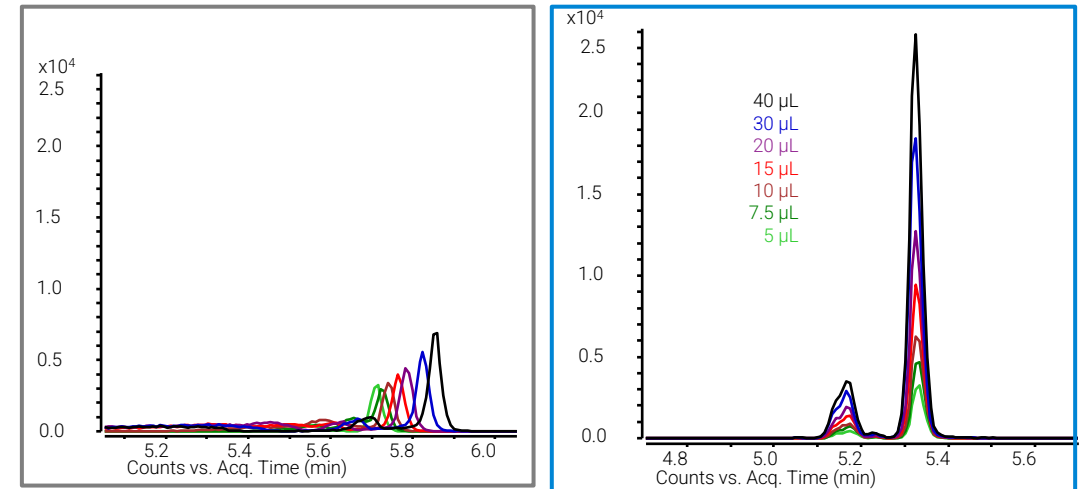 x10⁴
2.5
2.0
1.5
1.0
0.5
0.0
5.2 5.4 5.6 5.8 6.0
Counts vs. Acq. Time (min)
x10⁴
2.5
2.0
1.5
1.0
0.5
0.0
40 µL
30 µL
20 µL
15 µL
10 µL
7.5 µL
5 µL
4.8 5.0 5.2 5.4 5.6
Counts vs. Acq. Time (min)